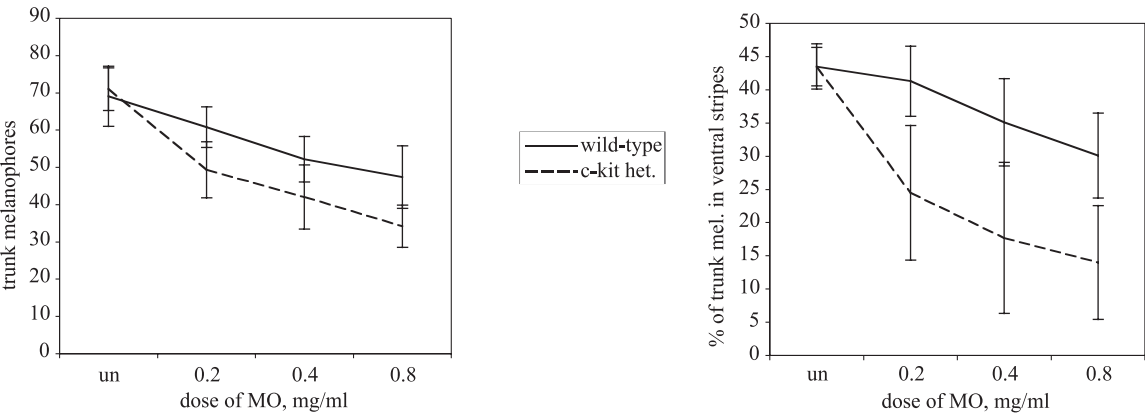 trunk melanophores
90
80
70
60
50
40
30
20
10
0
un 0.2 0.4 0.8
dose of MO, mg/ml
wild-type
c-kit het.
% of trunk mel. in ventral stripes
50
45
40
35
30
25
20
15
10
5
0
un 0.2 0.4 0.8
dose of MO, mg/ml